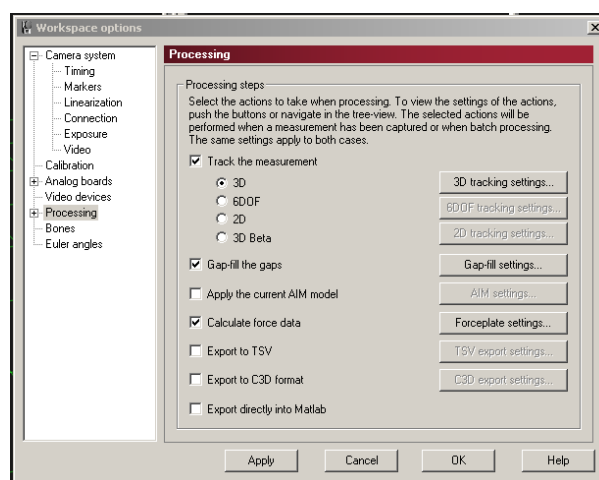 Workspace options
Camera system
Timing
Markers
Linearization
Connection
Exposure
Video
Calibration
Analog boards
Video devices
Processing
Bones
Euler angles
Processing
Processing steps
Select the actions to take when processing. To view the settings of the actions,
push the buttons or navigate in the tree-view. The selected actions will be
performed when a measurement has been captured or when batch processing.
The same settings apply to both cases.
Track the measurement
3D
3D tracking settings...
6DOF
6DOF tracking settings...
2D
2D tracking settings...
3D Beta
Gap-fill the gaps
Gap-fill settings...
Apply the current AIM model
AIM settings...
Calculate force data
Forceplate settings...
Export to TSV
TSV export settings...
Export to C3D format
C3D export settings...
Export directly into Matlab
Apply
Cancel
OK
Help